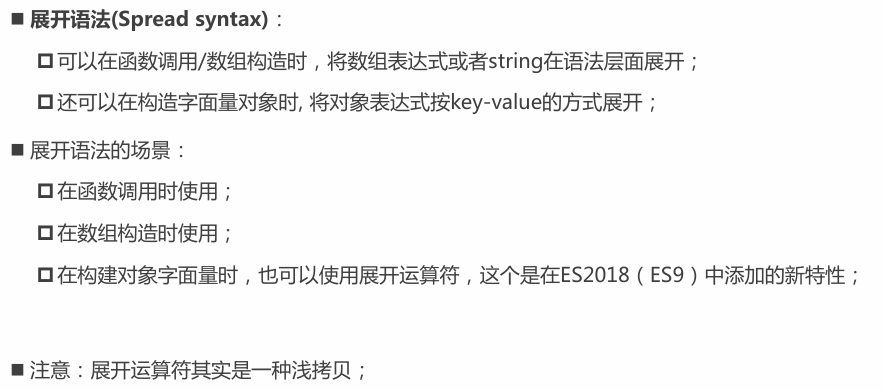 ■ 展开语法(Spread syntax)：
❑ 可以在函数调用/数组构造时，将数组表达式或者string在语法层面展开；
❑ 还可以在构造字面量对象时, 将对象表达式按key-value的方式展开；
■ 展开语法的场景：
❑ 在函数调用时使用；
❑ 在数组构造时使用；
❑ 在构建对象字面量时，也可以使用展开运算符，这个是在ES2018（ES9）中添加的新特性；
■ 注意：展开运算符其实是一种浅拷贝；